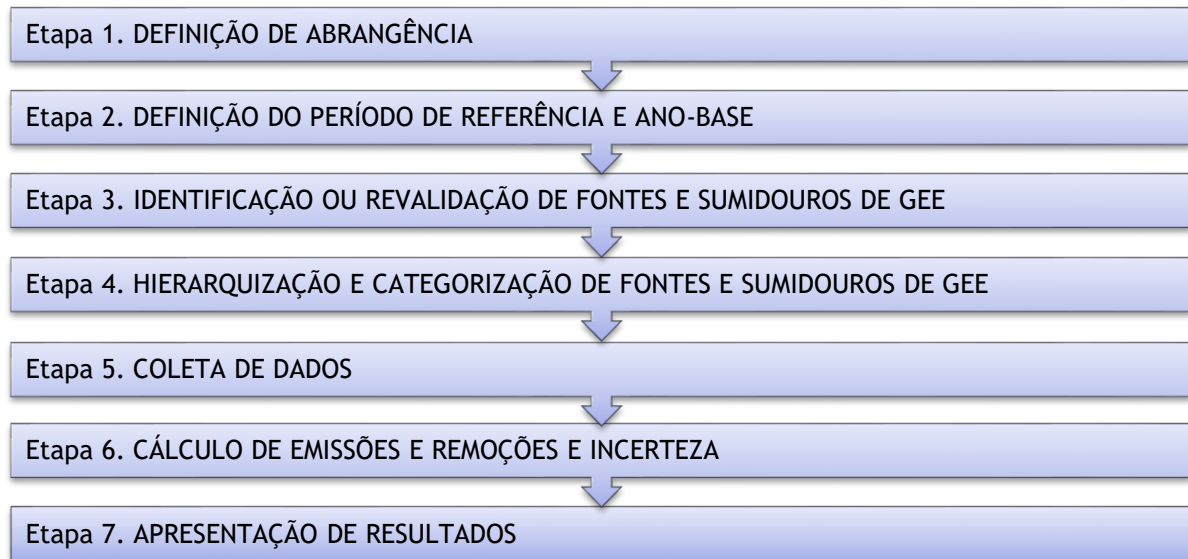 Etapa 1. DEFINIÇÃO DE ABRANGÊNCIA
Etapa 2. DEFINIÇÃO DO PERÍODO DE REFERÊNCIA E ANO-BASE
Etapa 3. IDENTIFICAÇÃO OU REVALIDAÇÃO DE FONTES E SUMIDOUROS DE GEE
Etapa 4. HIERARQUIZAÇÃO E CATEGORIZAÇÃO DE FONTES E SUMIDOUROS DE GEE
Etapa 5. COLETA DE DADOS
Etapa 6. CÁLCULO DE EMISSÕES E REMOÇÕES E INCERTEZA
Etapa 7. APRESENTAÇÃO DE RESULTADOS